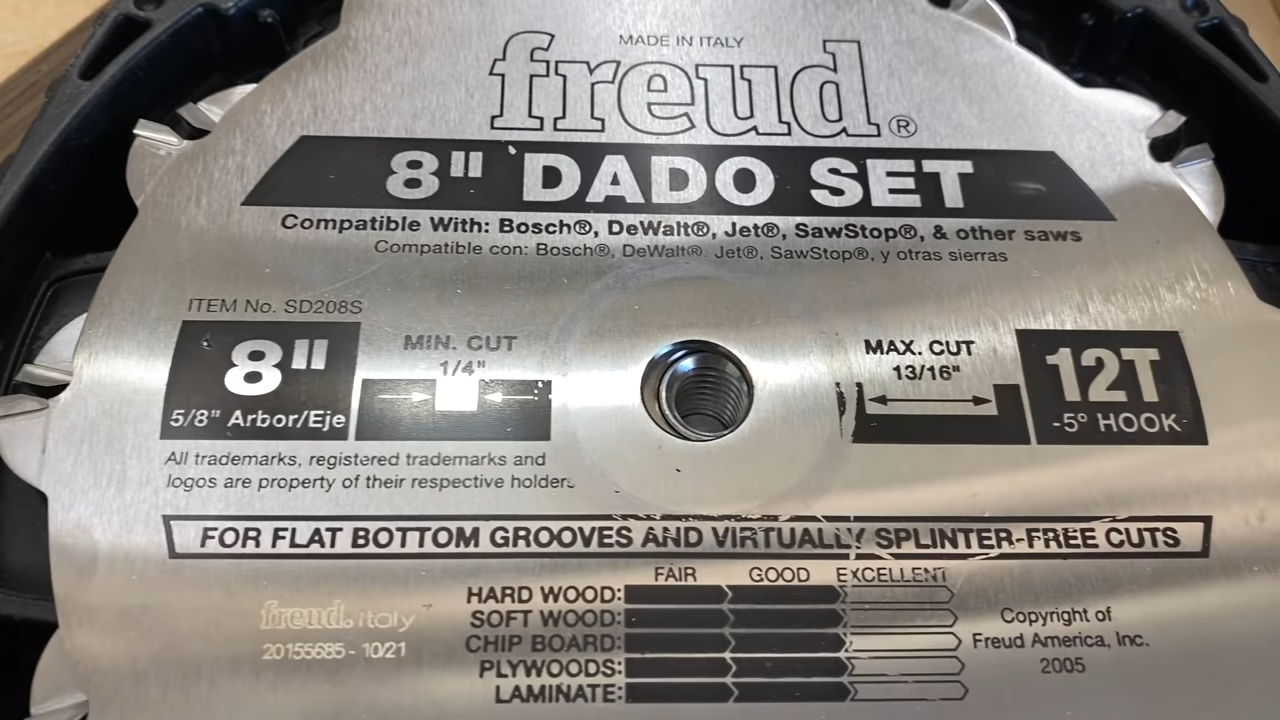 MADE IN ITALY
freud®
8" DADO SET
Compatible With: Bosch®, DeWalt®, Jet®, SawStop®, & other saws
Compatible con: Bosch®, DeWalt®. Jet®, SawStop®, y otras sierras
ITEM No. SD208S
8"
5/8" Arbor/Eje
MIN. CUT
1/4"
MAX. CUT
13/16"
12T
-5° HOOK
All trademarks, registered trademarks and
logos are property of their respective holders
FOR FLAT BOTTOM GROOVES AND VIRTUALLY SPLINTER-FREE CUTS
FAIR GOOD EXCELLENT
HARD WOOD:
SOFT WOOD:
CHIP BOARD:
PLYWOODS:
LAMINATE:
freud. Italy
20155685 - 10/21
Copyright of
Freud America, Inc.
2005